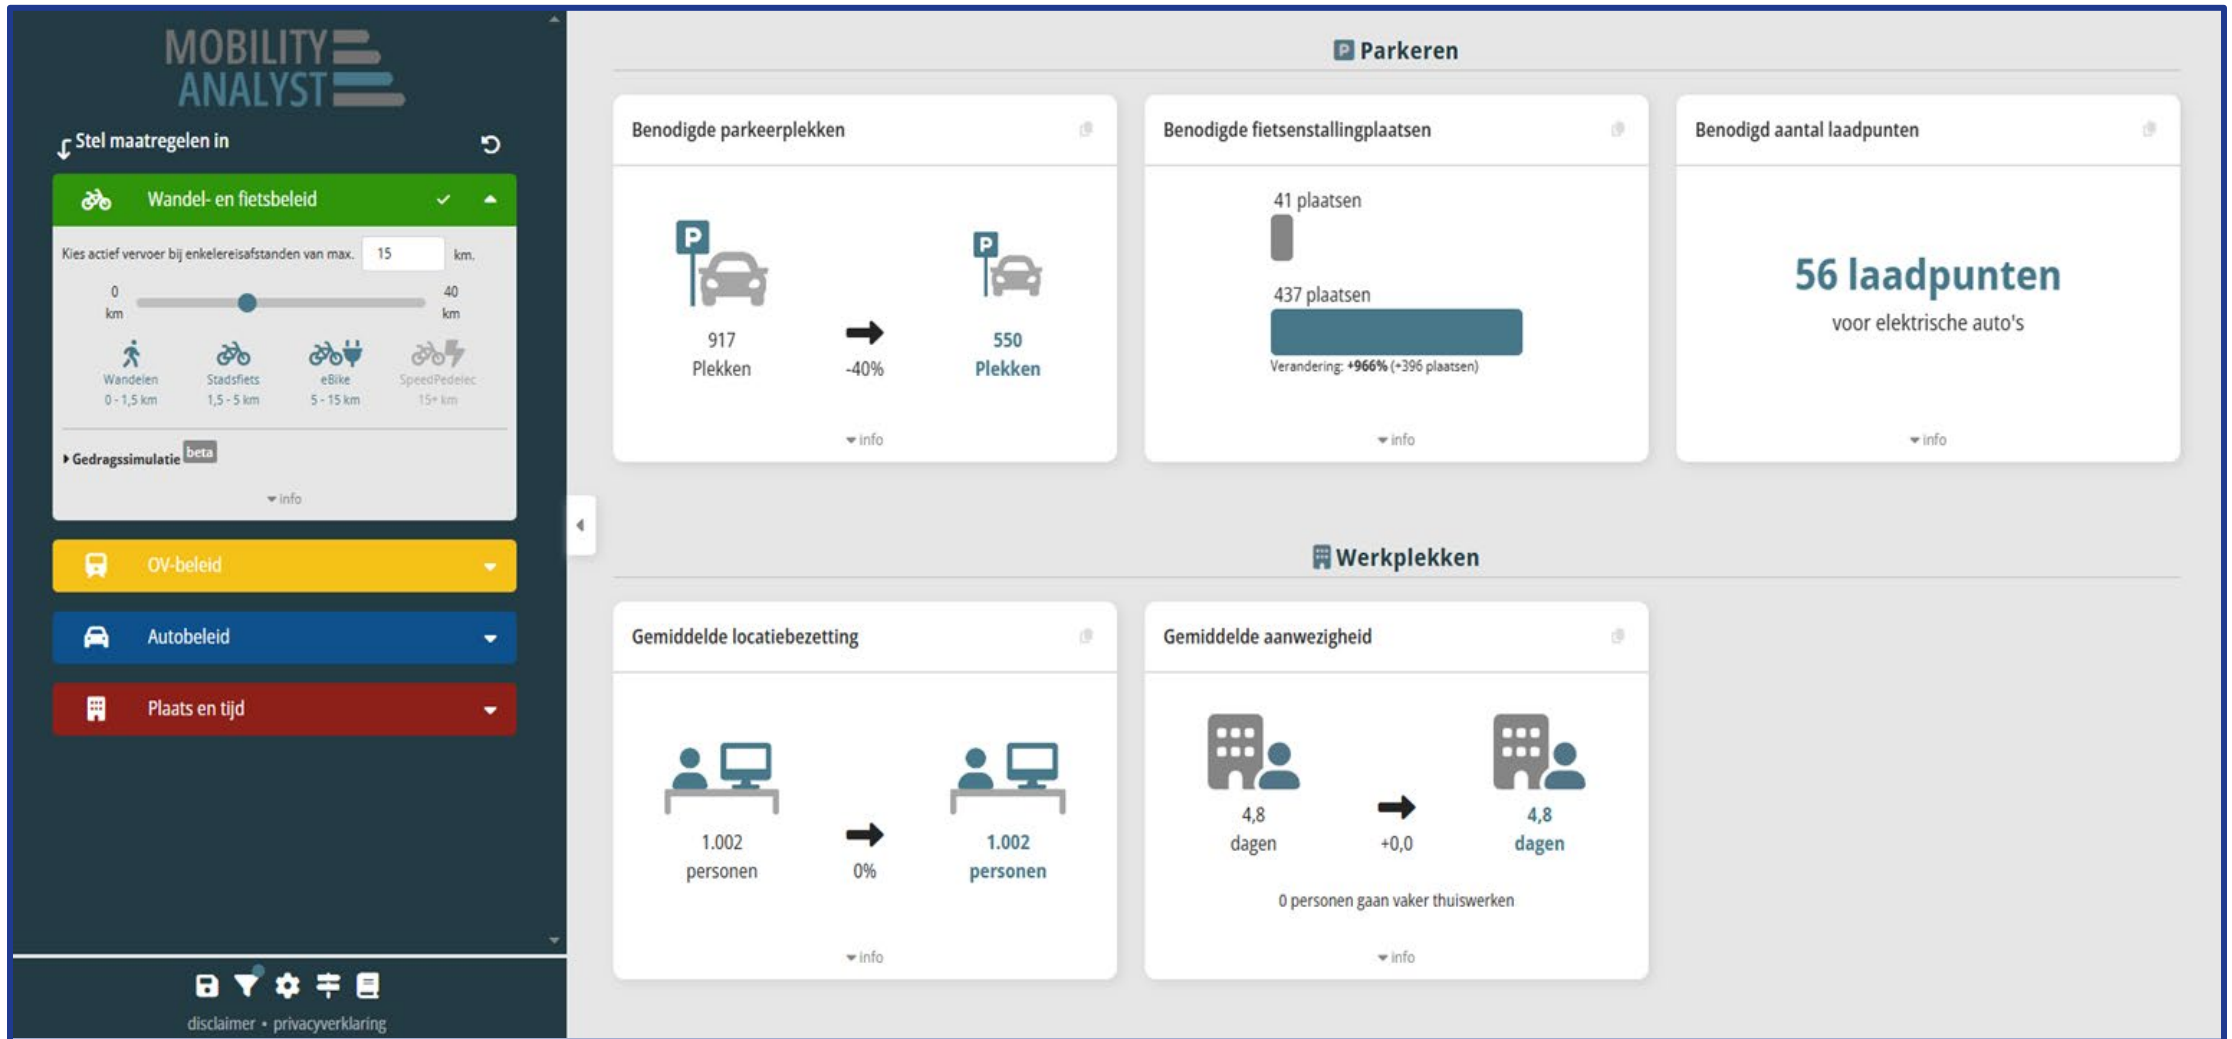 MOBILITY
ANALYST
Stel maatregelen in
Wandel- en fietsbeleid
Kies actief vervoer bij enkelereisafstanden van max. 15 km.
0 40
km km
Wandelen Stadsfiets eBike SpeedPedelec
0 - 1,5 km 1,5 - 5 km 5 - 15 km 15+ km
Gedragssimulatie beta
info
OV-beleid
Autobeleid
Plaats en tijd
disclaimer • privacyverklaring
P Parkeren
Benodigde parkeerplekken
P P
917 550
Plekken -40% Plekken
info
Benodigde fietsenstallingplaatsen
41 plaatsen
437 plaatsen
Verandering: +966% (+396 plaatsen)
info
Benodigd aantal laadpunten
56 laadpunten
voor elektrische auto's
info
Werkplekken
Gemiddelde locatiebezetting
1.002 1.002
personen 0% personen
info
Gemiddelde aanwezigheid
4,8 4,8
dagen +0,0 dagen
0 personen gaan vaker thuiswerken
info